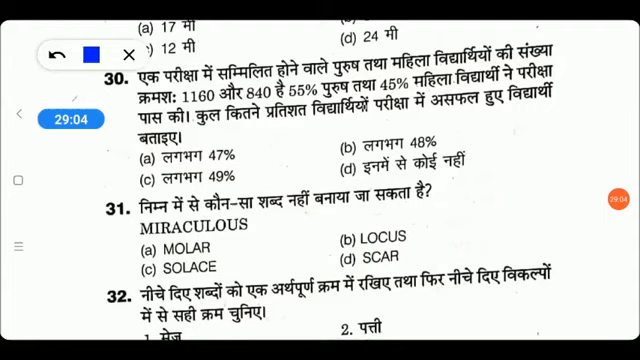 (a) 17 मी
12 मी
(d) 24 मी
30. एक परीक्षा में सम्मिलित होने वाले पुरुष तथा महिला विद्यार्थियों की संख्या
क्रमशः 1160 और 840 है 55% पुरुष तथा 45% महिला विद्यार्थी ने परीक्षा
पास की। कुल कितने प्रतिशत विद्यार्थियों परीक्षा में असफल हुए विद्यार्थी
बताइए।
(a) लगभग 47%
(b) लगभग 48%
(c) लगभग 49%
(d) इनमें से कोई नहीं
31. निम्न में से कौन-सा शब्द नहीं बनाया जा सकता है?
MIRACULOUS
(a) MOLAR
(b) LOCUS
(c) SOLACE
(d) SCAR
32. नीचे दिए शब्दों को एक अर्थपूर्ण क्रम में रखिए तथा फिर नीचे दिए विकल्पों
में से सही क्रम चुनिए।
1. मेज
2. पत्ती
29:04
29:04